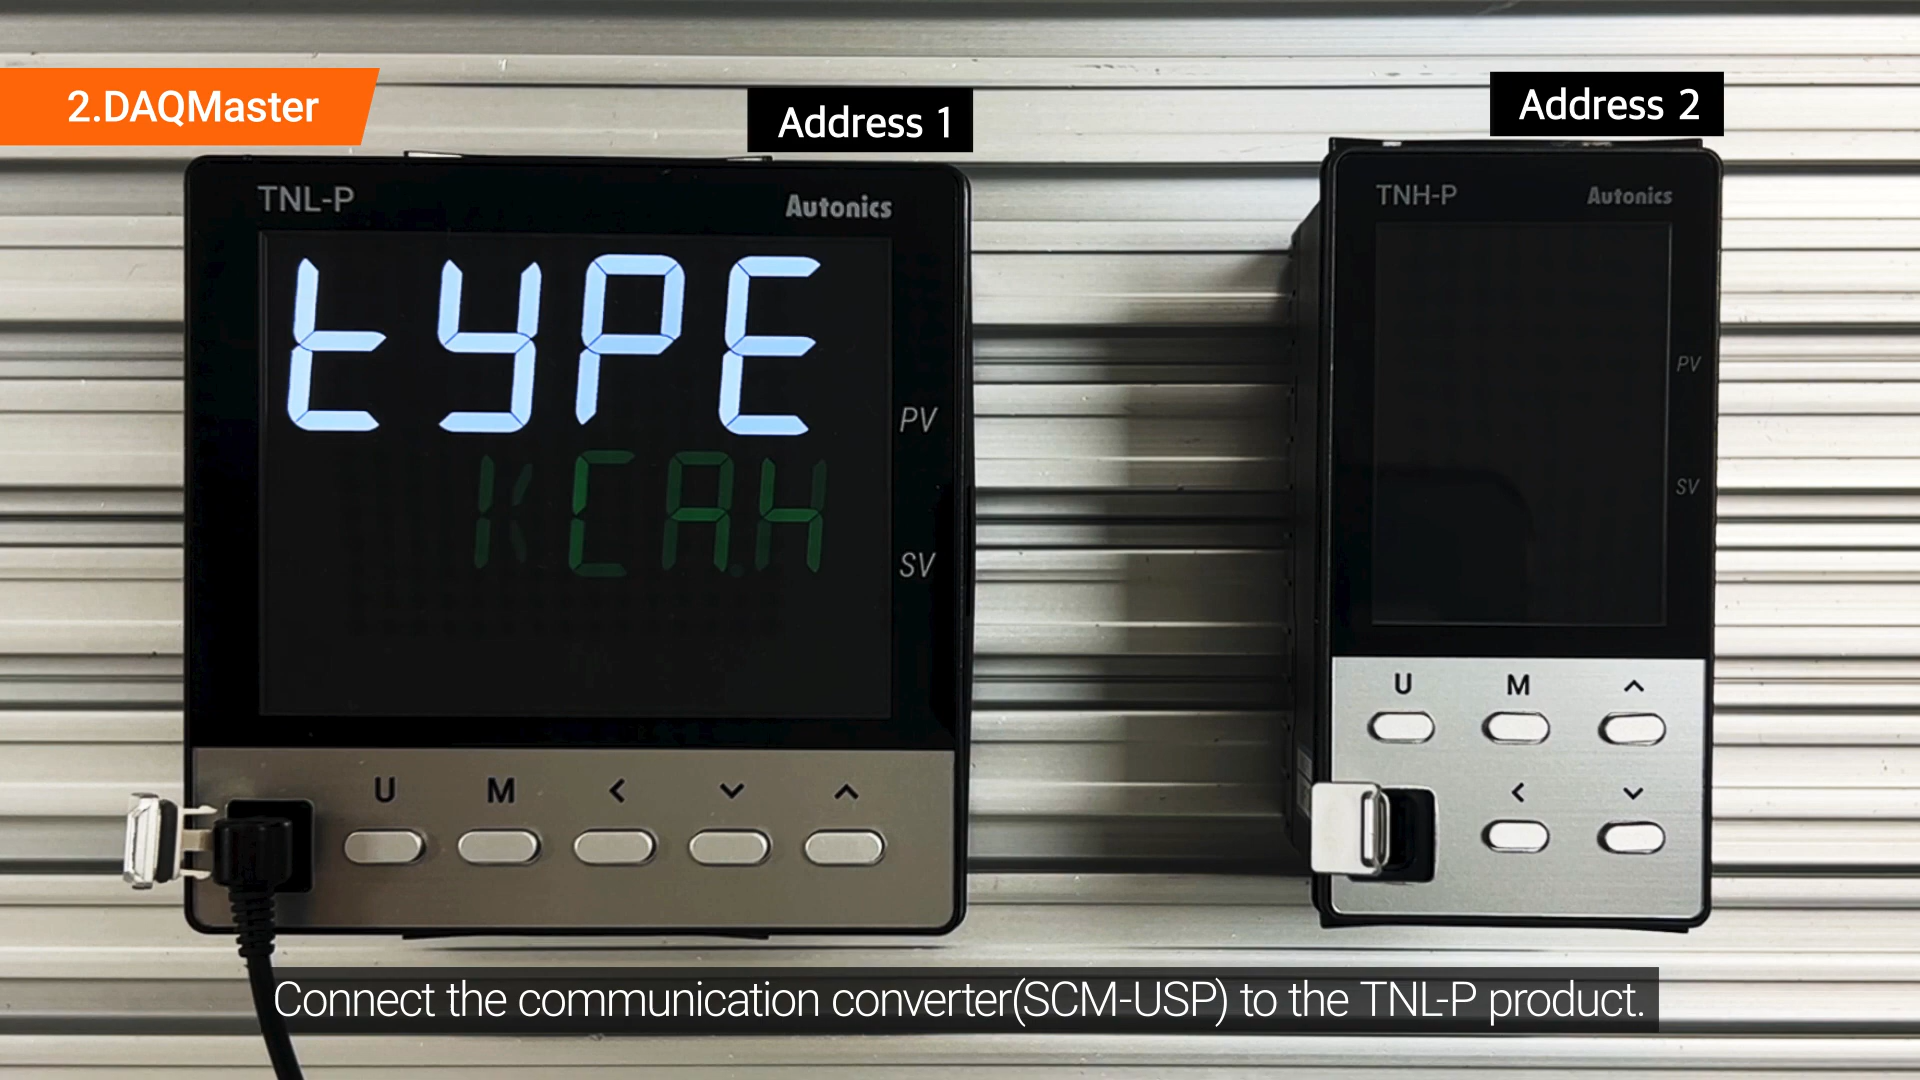 2.DAQMaster
Address 1
Address 2
TNL-P
Autonics
tYPE
PV
KCA.H
SV
U M
TNH-P
Autonics
PV
SV
U M
Connect the communication converter(SCM-USP) to the TNL-P product.